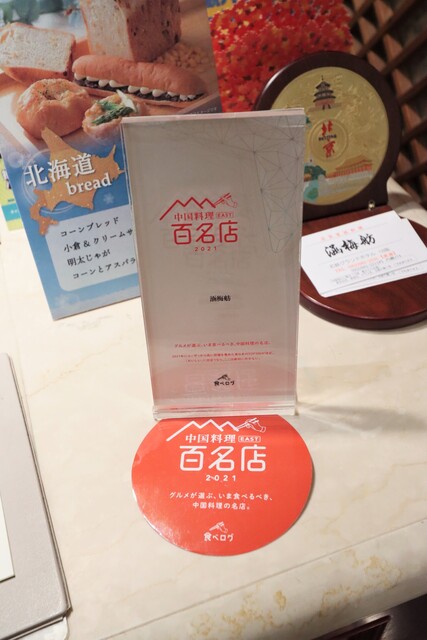 北海道
bread
コーンブレッド
小倉&クリームサ
明太じゃが
コーンとアスパラ
北京
涵梅舫
中国料理 EAST
百名店
2021
涵梅舫
食べログ
中国料理 EAST
百名店
2021
グルメが選ぶ、いま食べるべき、
中国料理の名店。
食べログ